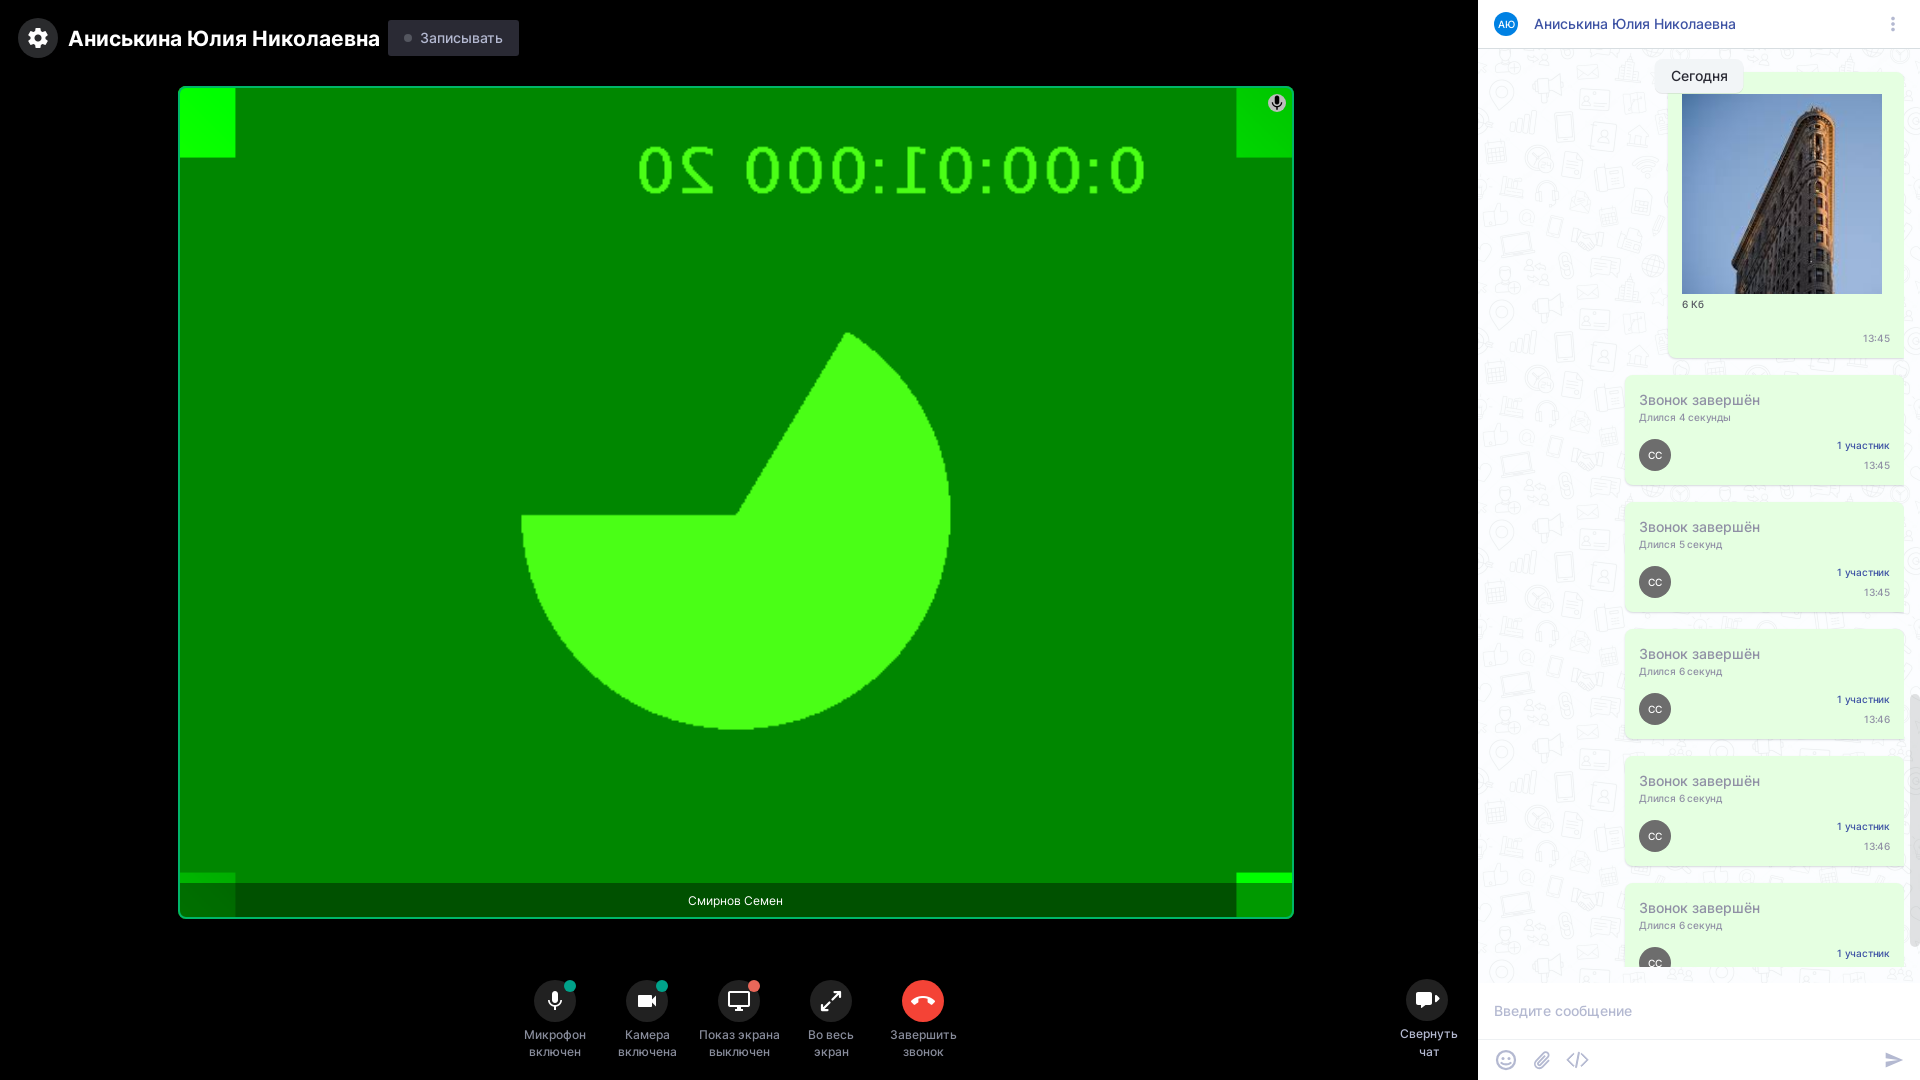 Аниськина Юлия Николаевна
Записывать
0:00:01:000 20
Смирнов Семен
Микрофон включен
Камера включена
Показ экрана выключен
Во весь экран
Завершить звонок
Свернуть чат
АЮ
Аниськина Юлия Николаевна
Сегодня
6 Кб
13:45
Звонок завершён
Длился 4 секунды
1 участник
СС
13:45
Звонок завершён
Длился 5 секунд
1 участник
СС
13:45
Звонок завершён
Длился 6 секунд
1 участник
СС
13:46
Звонок завершён
Длился 6 секунд
1 участник
СС
13:46
Звонок завершён
Длился 6 секунд
1 участник
СС
Введите сообщение